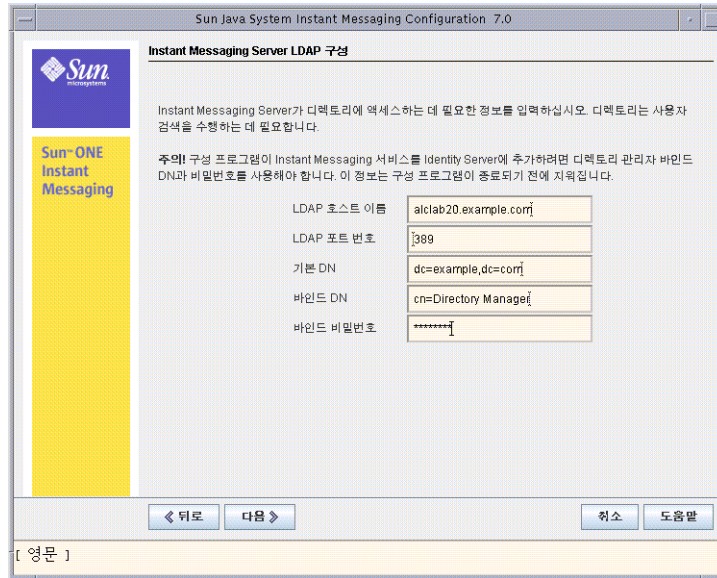 Sun Java System Instant Messaging Configuration 7.0
Sun
microsystems
Sun™ ONE
Instant
Messaging
Instant Messaging Server LDAP 구성
Instant Messaging Server가 디렉토리에 액세스하는 데 필요한 정보를 입력하십시오. 디렉토리는 사용자
검색을 수행하는 데 필요합니다.
주의! 구성 프로그램이 Instant Messaging 서비스를 Identity Server에 추가하려면 디렉토리 관리자 바인드
DN과 비밀번호를 사용해야 합니다. 이 정보는 구성 프로그램이 종료되기 전에 지워집니다.
LDAP 호스트 이름 alclab20.example.com
LDAP 포트 번호 389
기본 DN dc=example,dc=com
바인드 DN cn=Directory Manager
바인드 비밀번호 ********
뒤로 다음 취소 도움말
[ 영문 ]